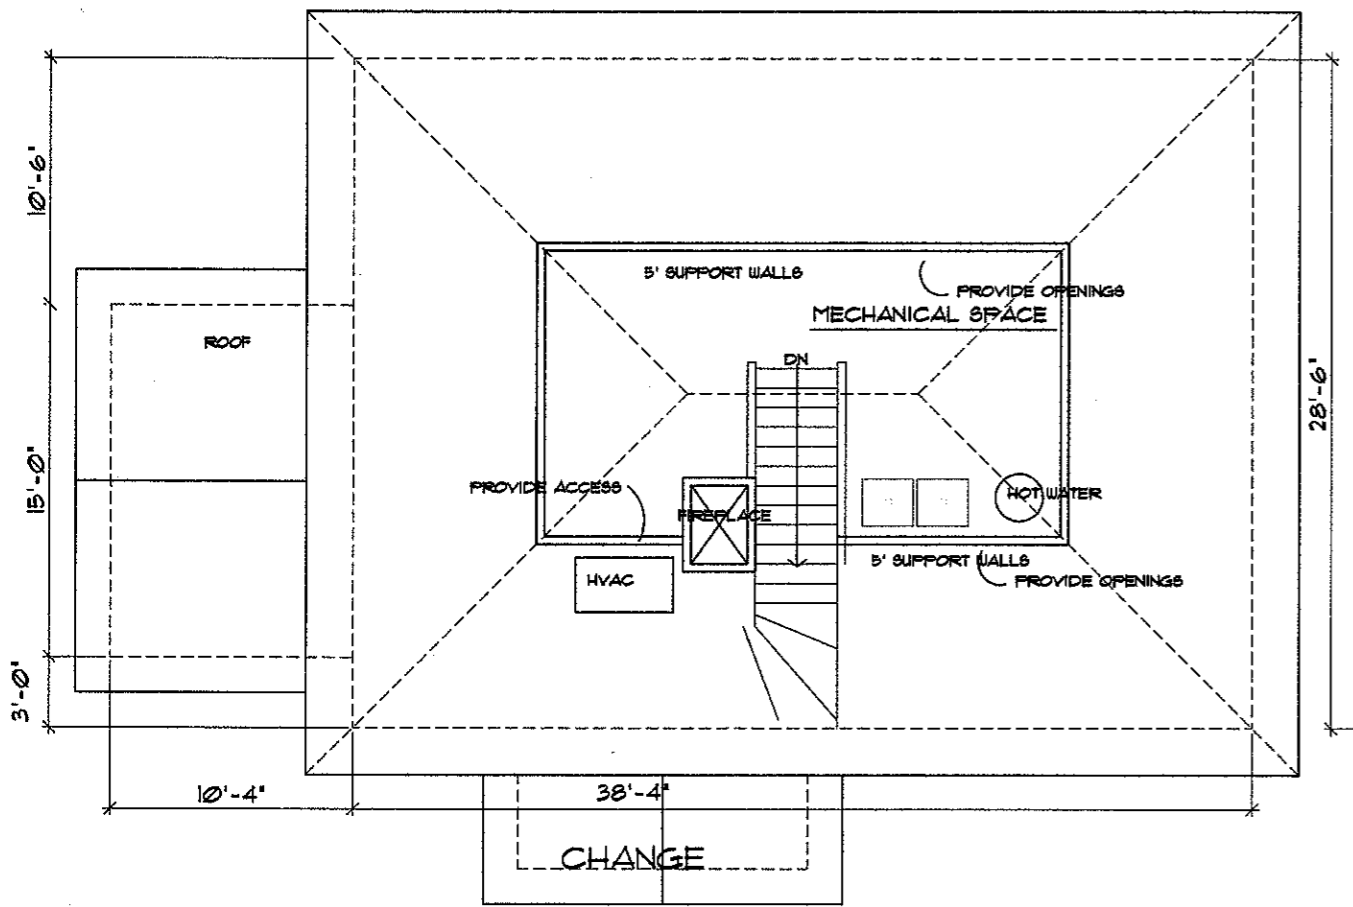 10'-6"
5' SUPPORT WALLS
PROVIDE OPENINGS
MECHANICAL SPACE
ROOF
DN
28'-6"
15'-0"
PROVIDE ACCESS
HOT WATER
FIREPLACE
5' SUPPORT WALLS
HVAC
PROVIDE OPENINGS
3'-0"
10'-4"
38'-4"
CHANGE